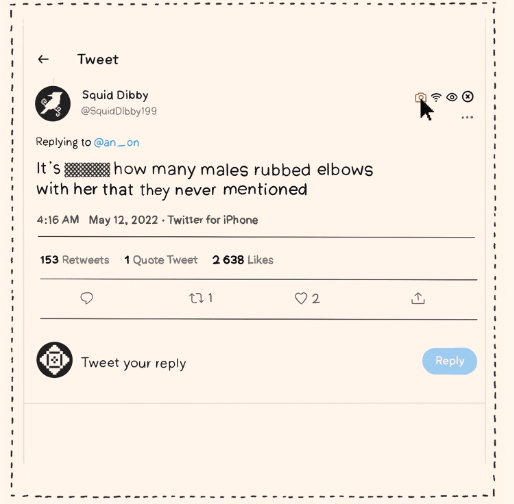 Tweet
Squid Dibby
@SquidDibby199
Replying to @an_on
It's how many males rubbed elbows
with her that they never mentioned
4:16 AM May 12, 2022 · Twitter for iPhone
153 Retweets 1 Quote Tweet 2 638 Likes
1 2
Tweet your reply Reply